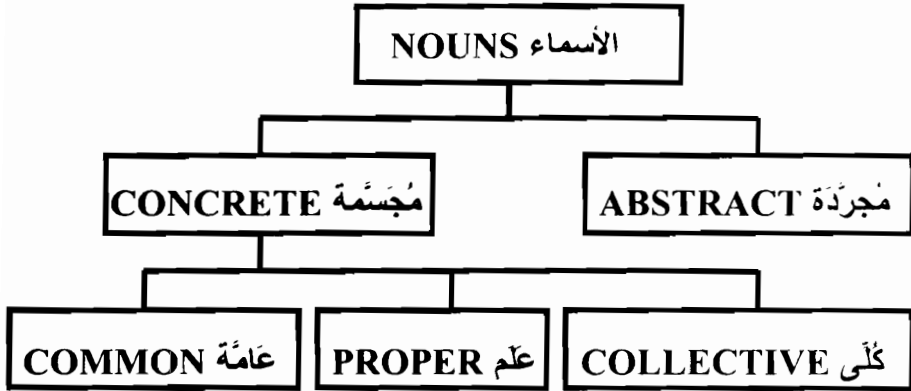 NOUNS الأسماء
CONCRETE مُجَسَّمة
ABSTRACT مُجرَّدَة
COMMON عَامَّة
PROPER عَلَم
COLLECTIVE كُلّى